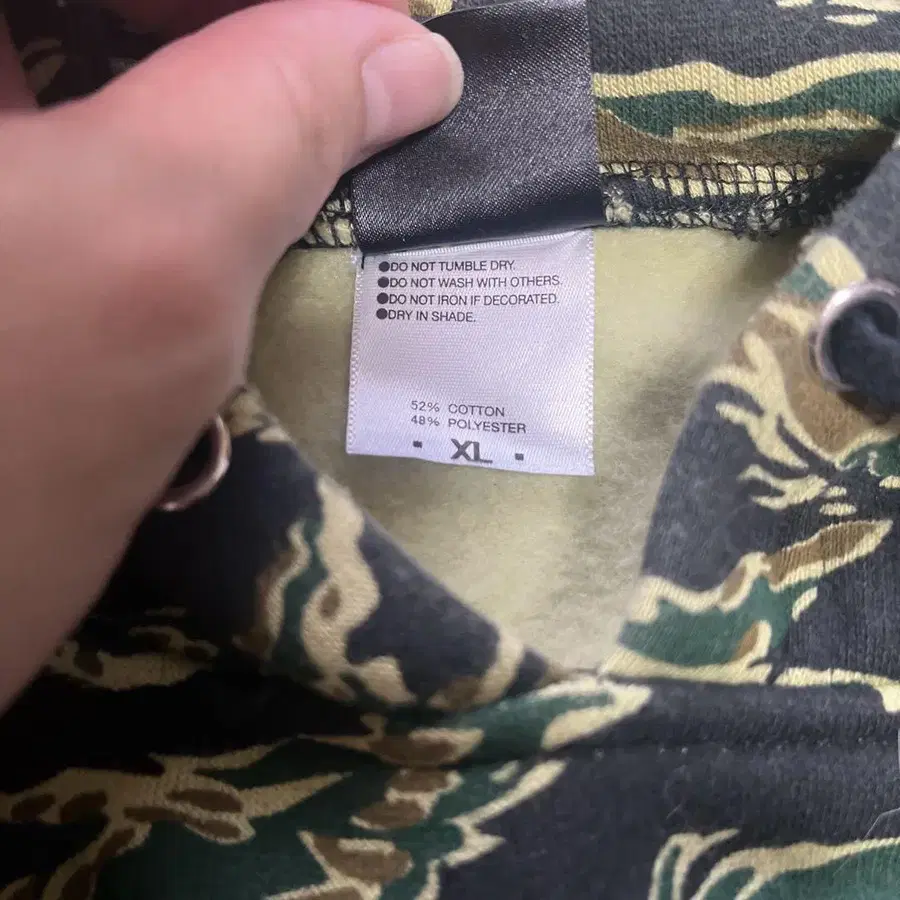 ●DO NOT TUMBLE DRY.
●DO NOT WASH WITH OTHERS.
●DO NOT IRON IF DECORATED.
●DRY IN SHADE.
52% COTTON
48% POLYESTER
- XL -